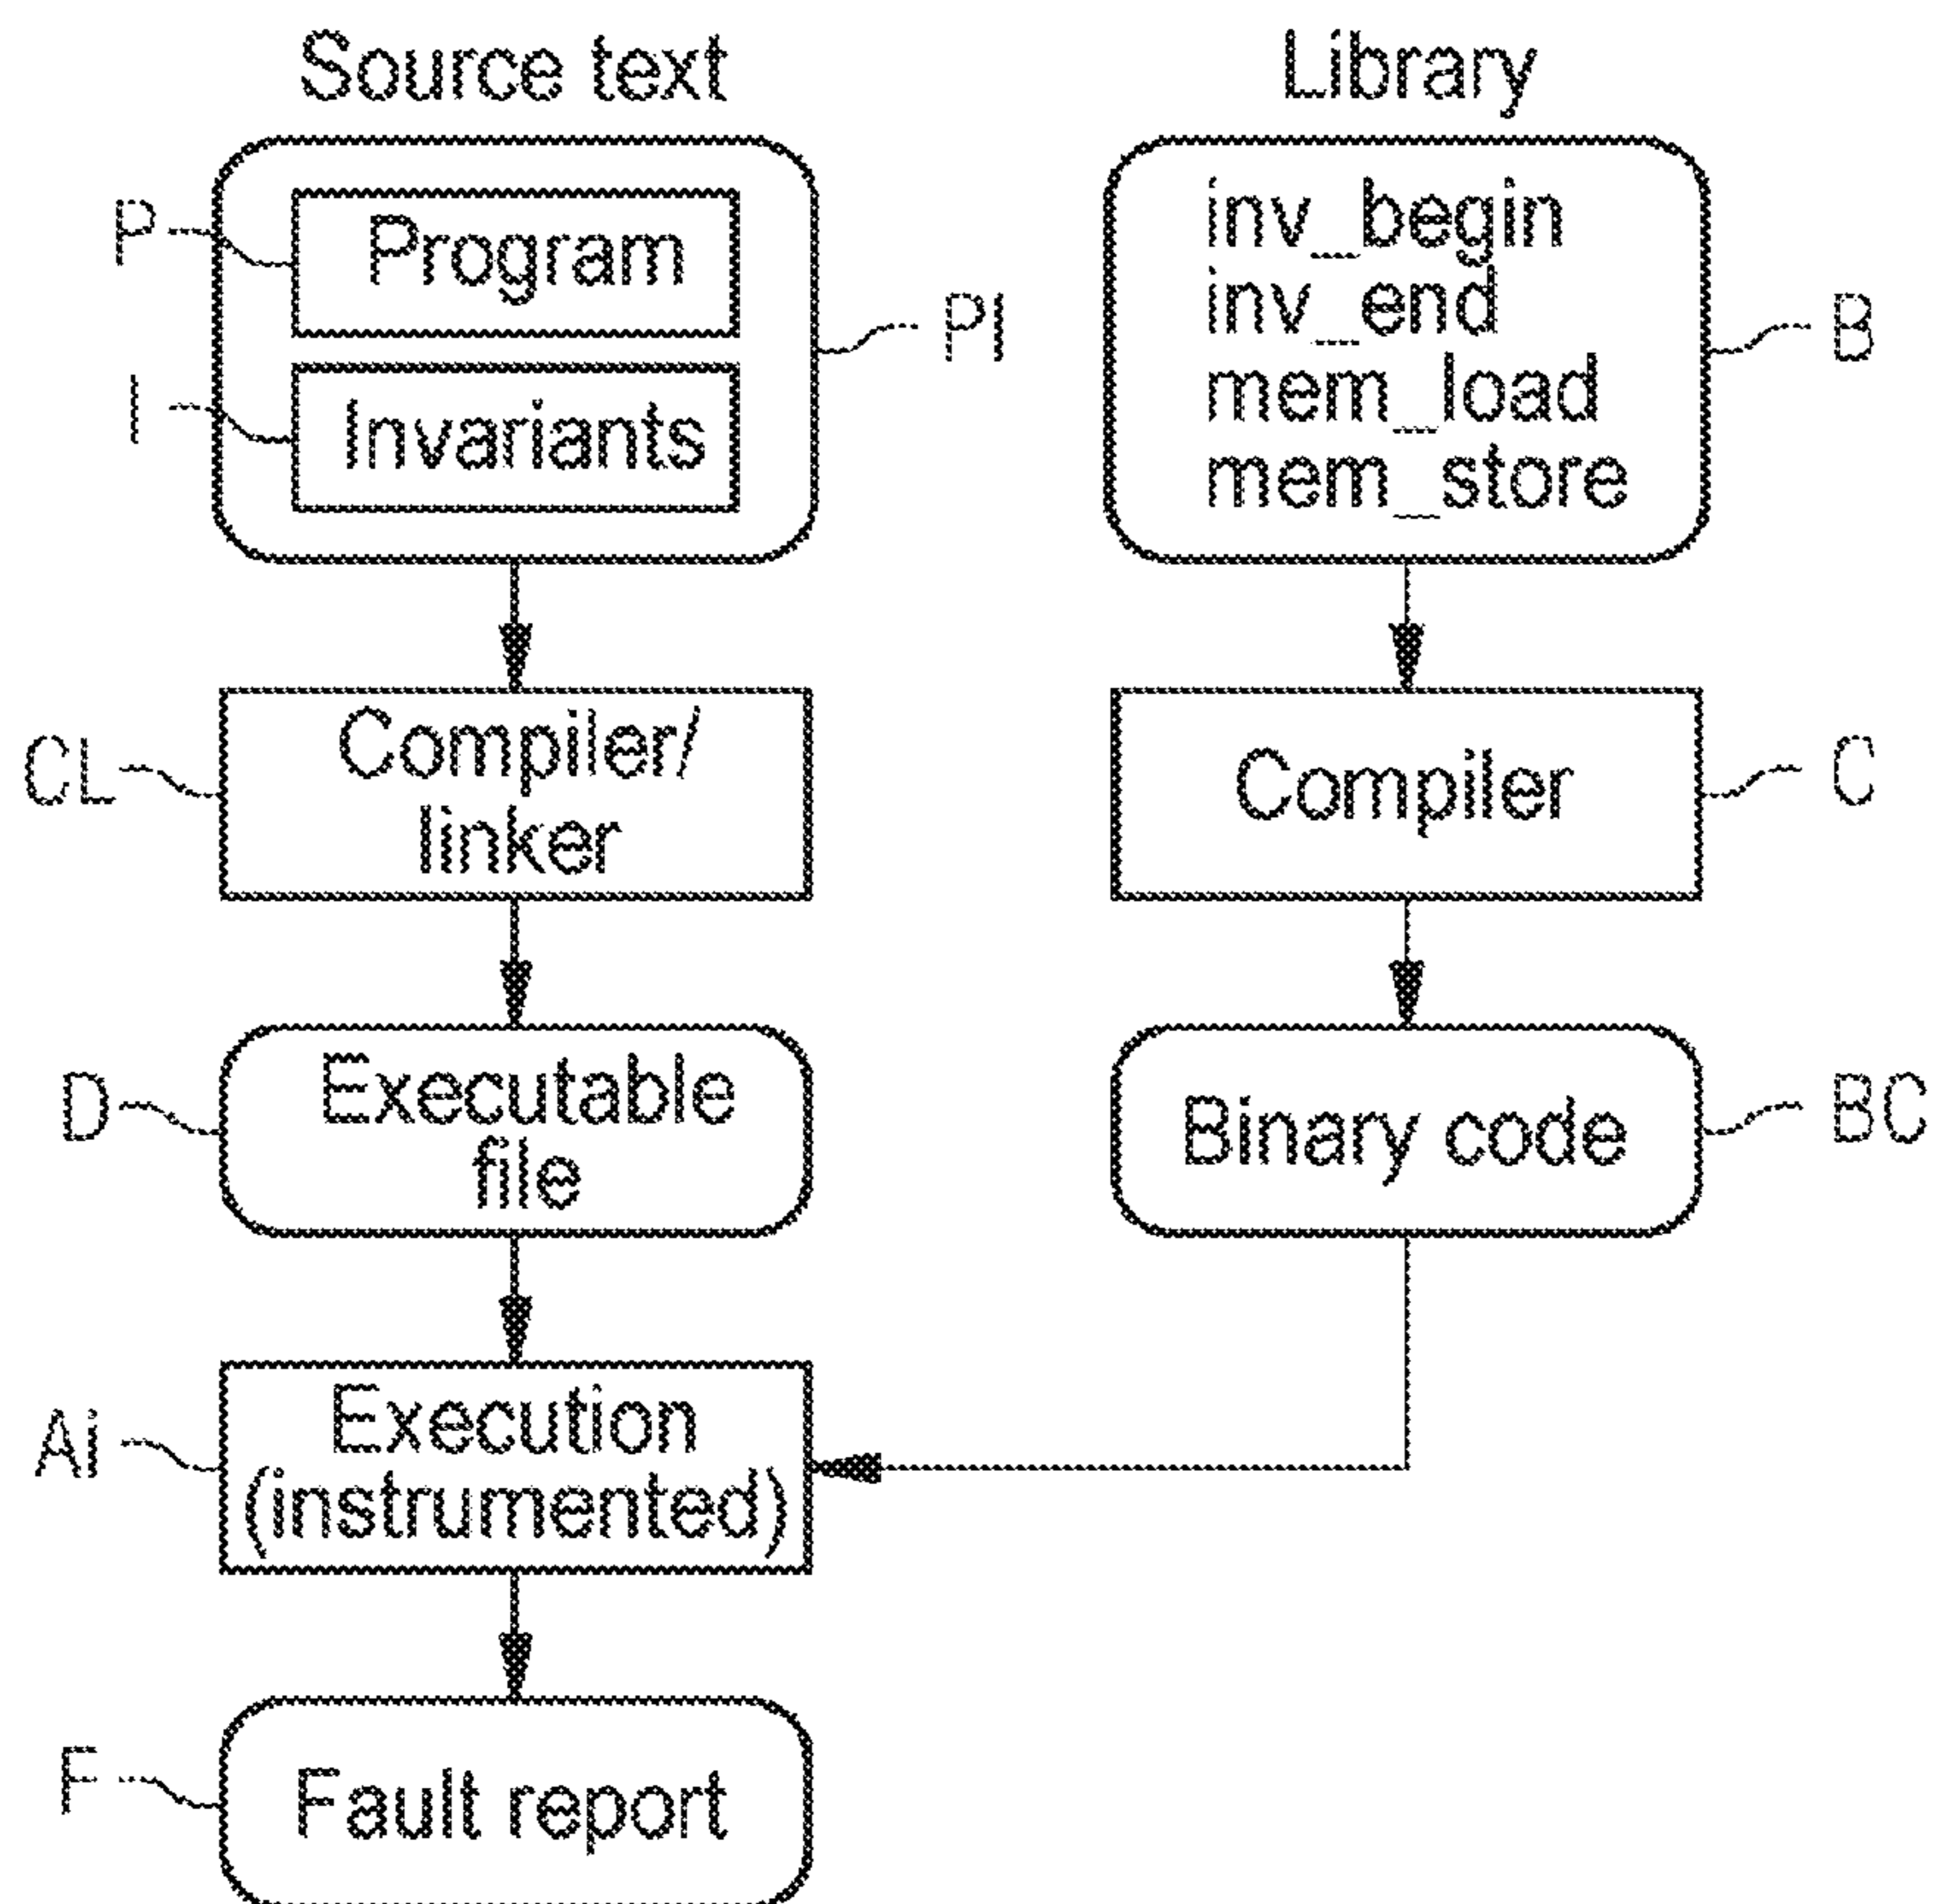 Source text
Library
P
Program
I
Invariants
PI
inv_begin
inv_end
mem_load
mem_store
B
CL
Compiler/
linker
Compiler
C
D
Executable
file
Binary code
BC
Ai
Execution
(instrumented)
F
Fault report